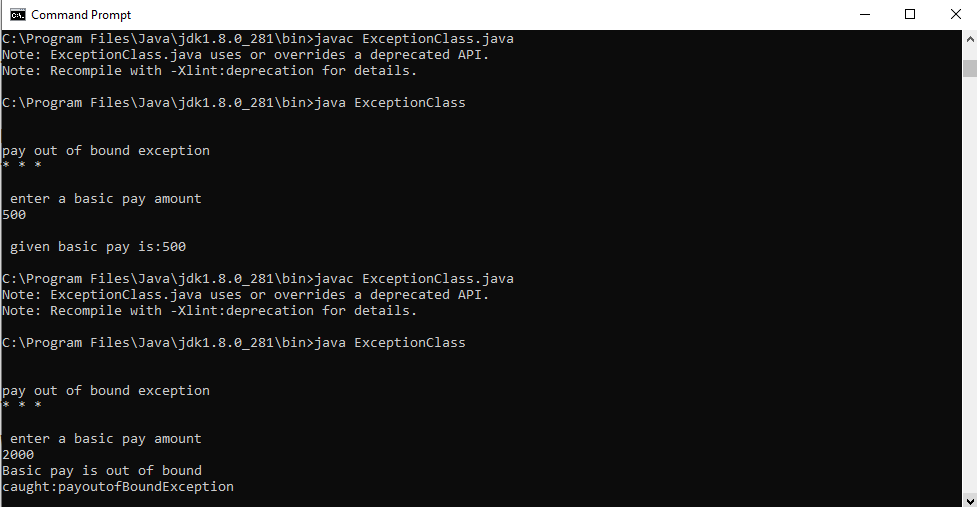 Command Prompt
C:\Program Files\Java\jdk1.8.0_281\bin>javac ExceptionClass.java
Note: ExceptionClass.java uses or overrides a deprecated API.
Note: Recompile with -Xlint:deprecation for details.
C:\Program Files\Java\jdk1.8.0_281\bin>java ExceptionClass
pay out of bound exception
* * *
enter a basic pay amount
500
given basic pay is:500
C:\Program Files\Java\jdk1.8.0_281\bin>javac ExceptionClass.java
Note: ExceptionClass.java uses or overrides a deprecated API.
Note: Recompile with -Xlint:deprecation for details.
C:\Program Files\Java\jdk1.8.0_281\bin>java ExceptionClass
pay out of bound exception
* * *
enter a basic pay amount
2000
Basic pay is out of bound
caught:payoutofBoundException